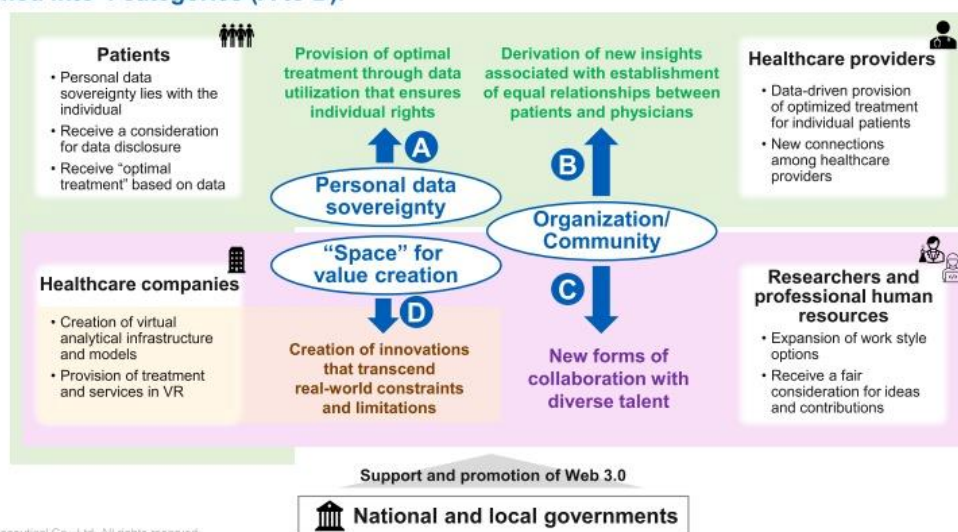 Patients
• Personal data
sovereignty lies with the
individual
• Receive a consideration
for data disclosure
• Receive “optimal
treatment” based on data
Provision of optimal
treatment through data
utilization that ensures
individual rights
Derivation of new insights
associated with establishment
of equal relationships between
patients and physicians
Healthcare providers
• Data-driven provision
of optimized treatment
for individual patients
• New connections
among healthcare
providers
A
B
Personal data
sovereignty
Organization/
Community
“Space” for
value creation
C
D
Healthcare companies
• Creation of virtual
analytical infrastructure
and models
• Provision of treatment
and services in VR
Creation of innovations
that transcend
real-world constraints
and limitations
New forms of
collaboration with
diverse talent
Researchers and
professional human
resources
• Expansion of work style
options
• Receive a fair
consideration for ideas
and contributions
Support and promotion of Web 3.0
National and local governments